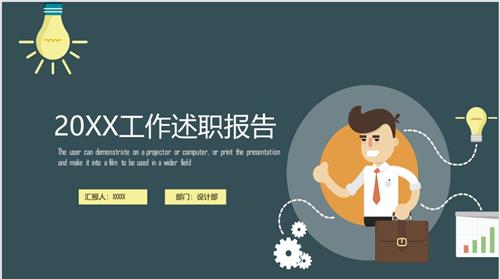 20XX工作述职报告
The user can demonstrate on a projector or computer, or print the presentation
and make it into a film to be used in a wider field
汇报人：XXXXX
部门：设计部